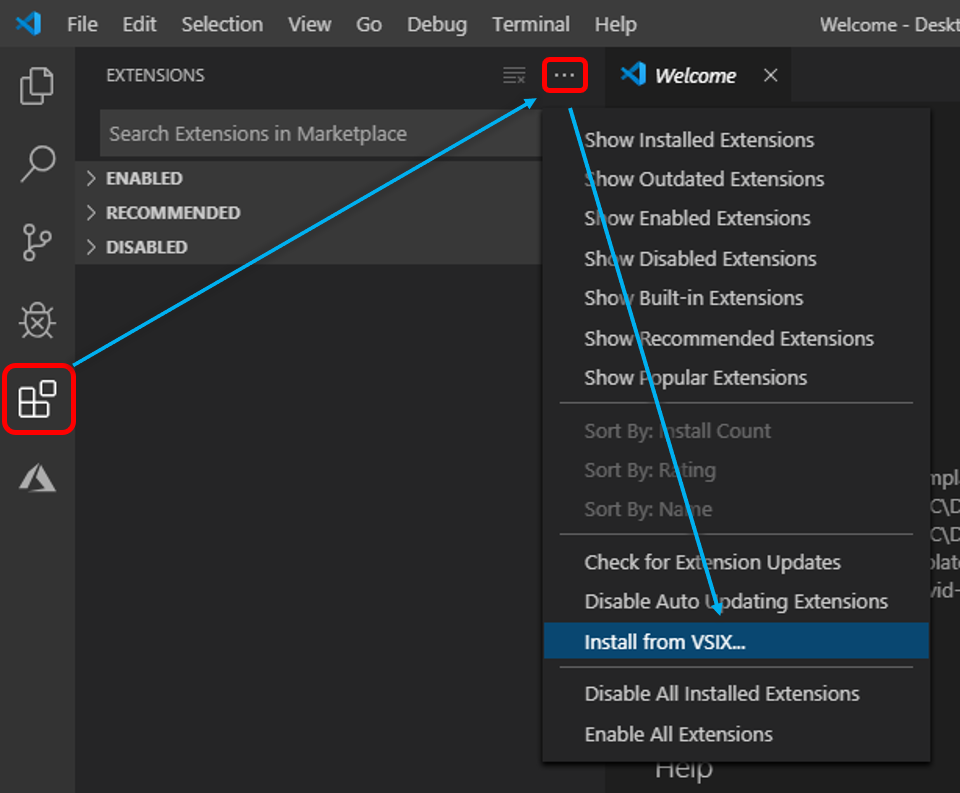 File Edit Selection View Go Debug Terminal Help Welcome - Deskt
EXTENSIONS
Welcome
Search Extensions in Marketplace
ENABLED
RECOMMENDED
DISABLED
Show Installed Extensions
Show Outdated Extensions
Show Enabled Extensions
Show Disabled Extensions
Show Built-in Extensions
Show Recommended Extensions
Show Popular Extensions
Sort By: Install Count
Sort By: Rating
Sort By: Name
Check for Extension Updates
Disable Auto Updating Extensions
Install from VSIX...
Disable All Installed Extensions
Enable All Extensions
Help